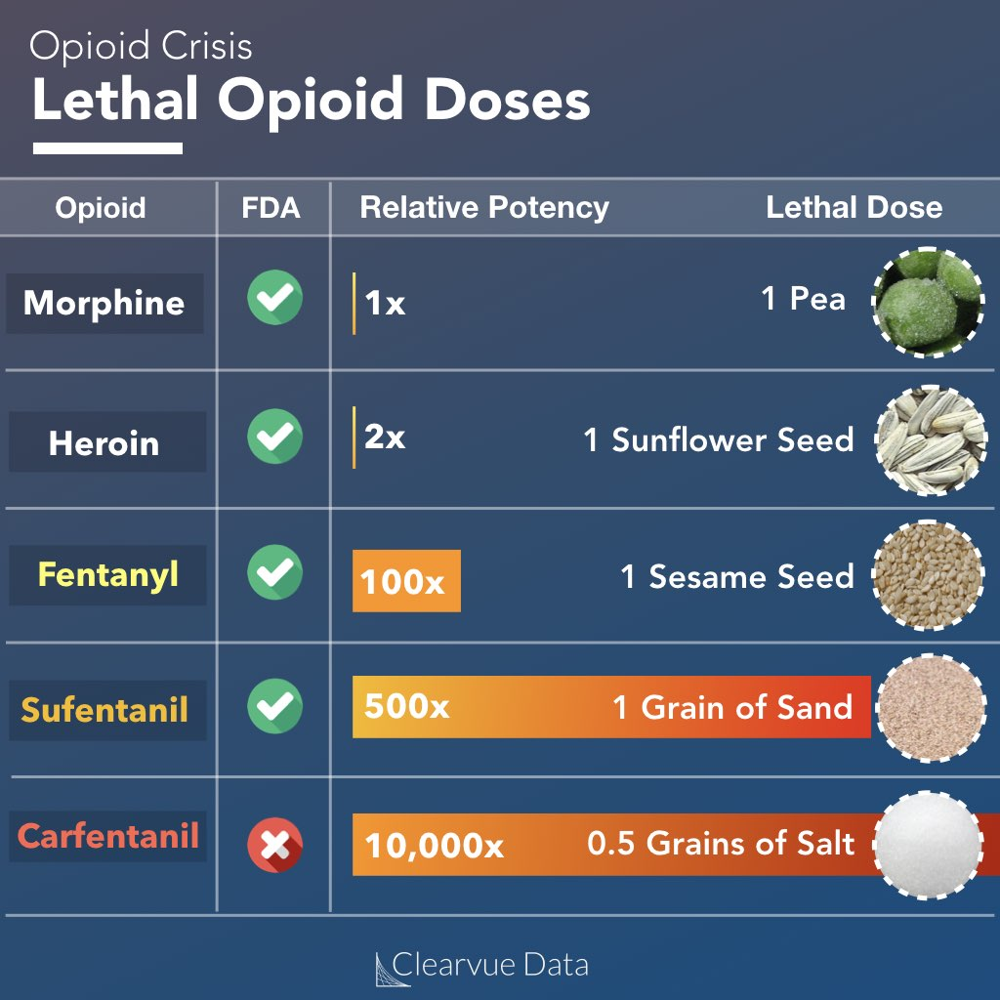 Opioid Crisis
Lethal Opioid Doses
Opioid FDA Relative Potency Lethal Dose
Morphine 1x 1 Pea
Heroin 2x 1 Sunflower Seed
Fentanyl 100x 1 Sesame Seed
Sufentanil 500x 1 Grain of Sand
Carfentanil 10,000x 0.5 Grains of Salt
Clearvue Data